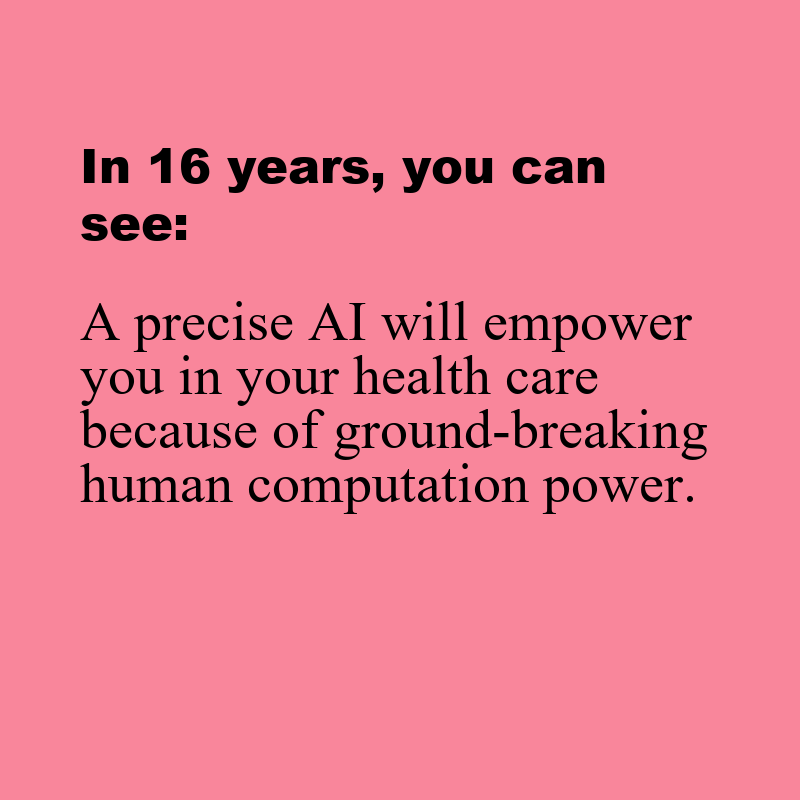 In 16 years, you can
see:
A precise AI will empower
you in your health care
because of ground-breaking
human computation power.